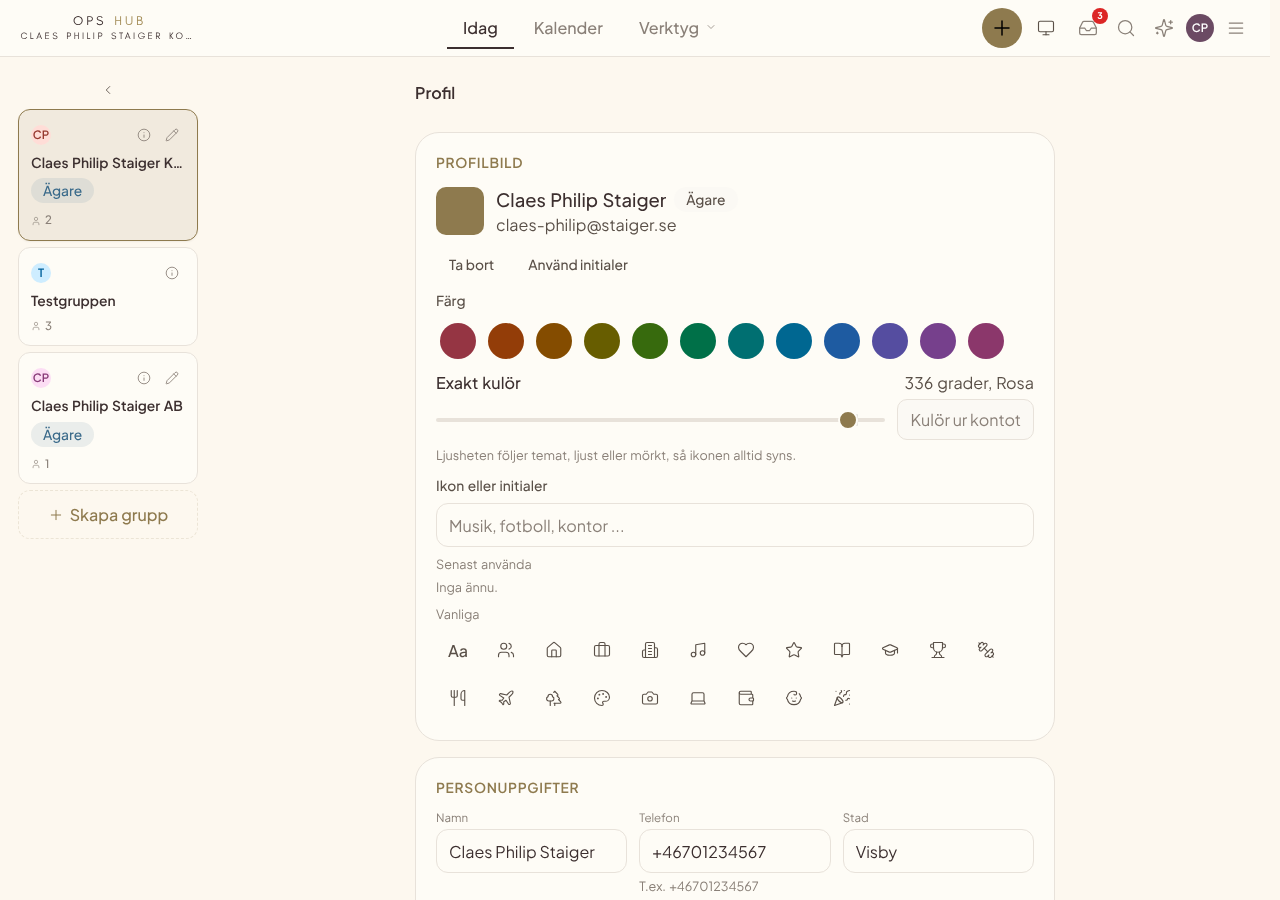 OPS HUB
CLAES PHILIP STAIGER KO…
Idag
Kalender
Verktyg
3
CP
Profil
CP
Claes Philip Staiger K…
Ägare
2
T
Testgruppen
3
CP
Claes Philip Staiger AB
Ägare
1
Skapa grupp
PROFILBILD
Claes Philip Staiger
Ägare
claes-philip@staiger.se
Ta bort
Använd initialer
Färg
Exakt kulör
336 grader, Rosa
Kulör ur kontot
Ljusheten följer temat, ljust eller mörkt, så ikonen alltid syns.
Ikon eller initialer
Musik, fotboll, kontor ...
Senast använda
Inga ännu.
Vanliga
Aa
PERSONUPPGIFTER
Namn
Telefon
Stad
Claes Philip Staiger
+46701234567
Visby
T.ex. +46701234567